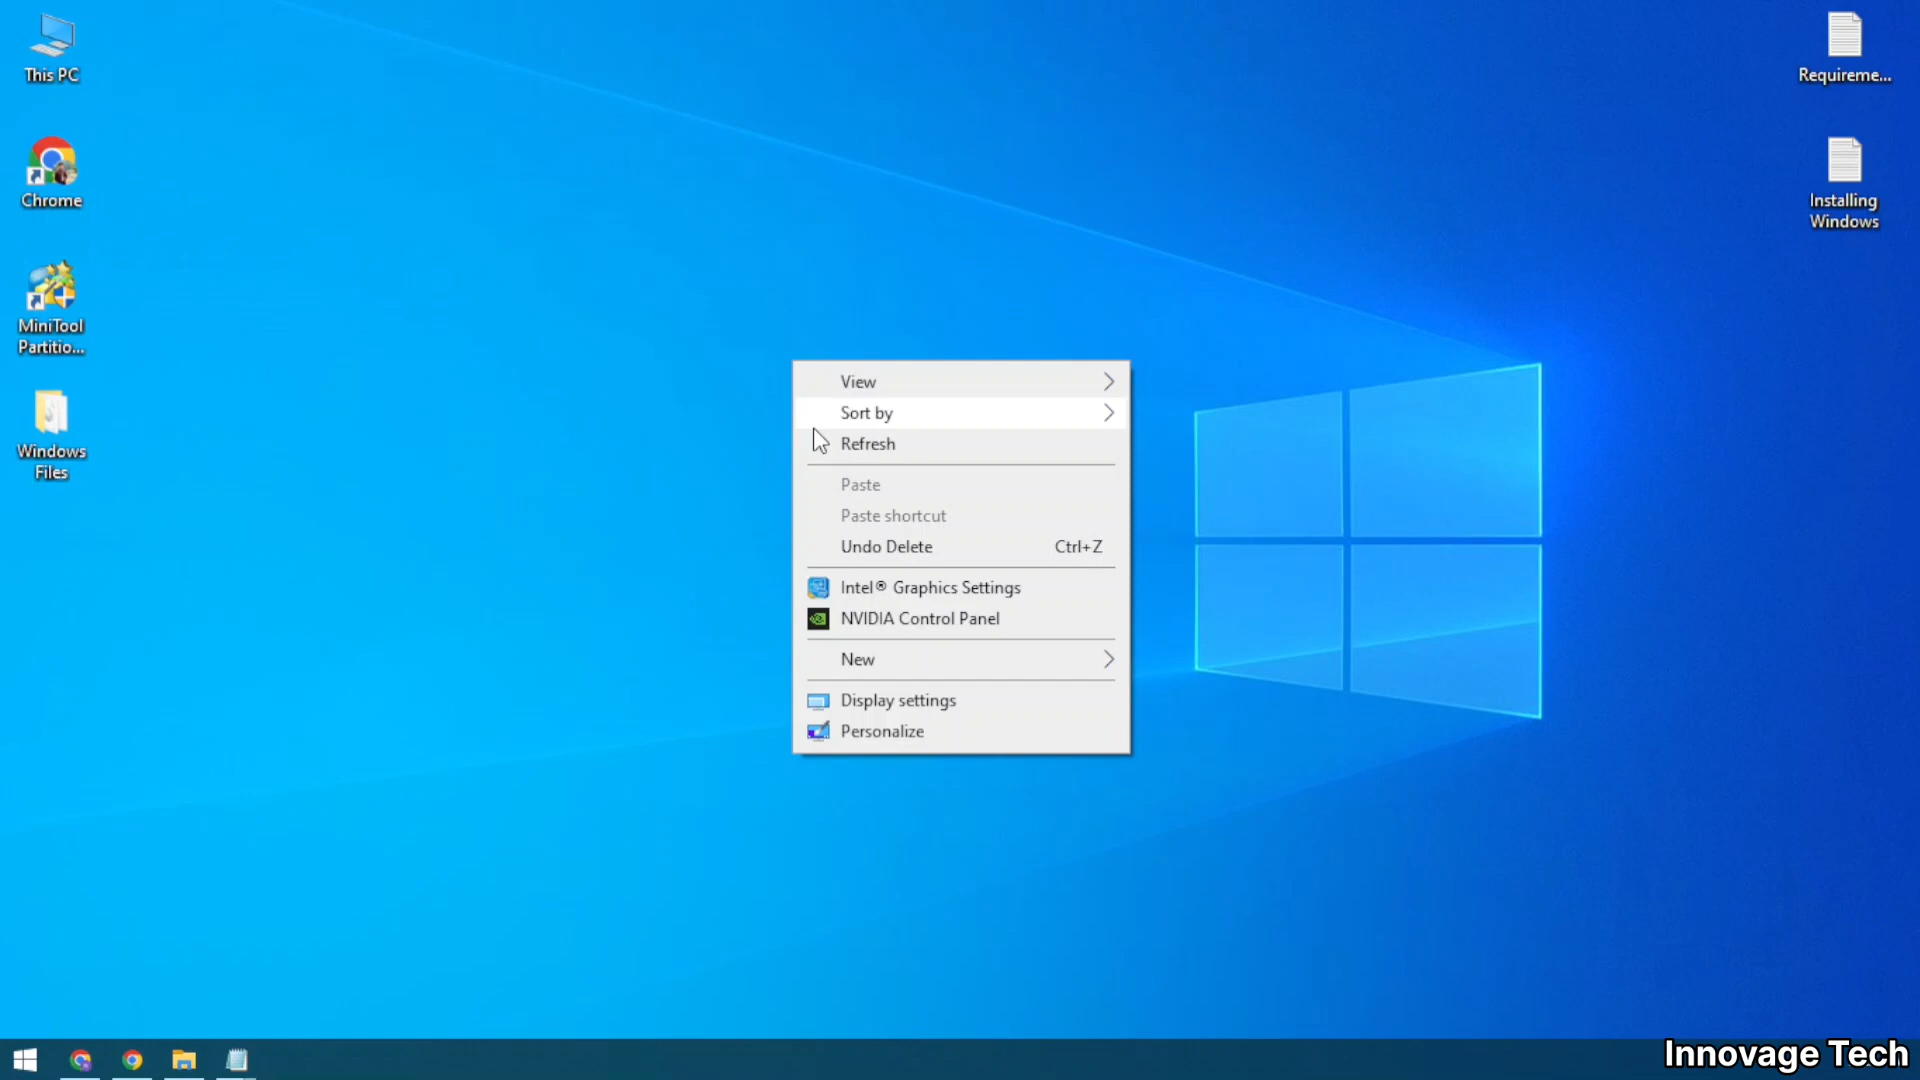 This PC
Chrome
MiniTool
Partitio...
Windows
Files
Requireme...
Installing
Windows
View
Sort by
Refresh
Paste
Paste shortcut
Undo Delete Ctrl+Z
Intel® Graphics Settings
NVIDIA Control Panel
New
Display settings
Personalize
Innovage Tech